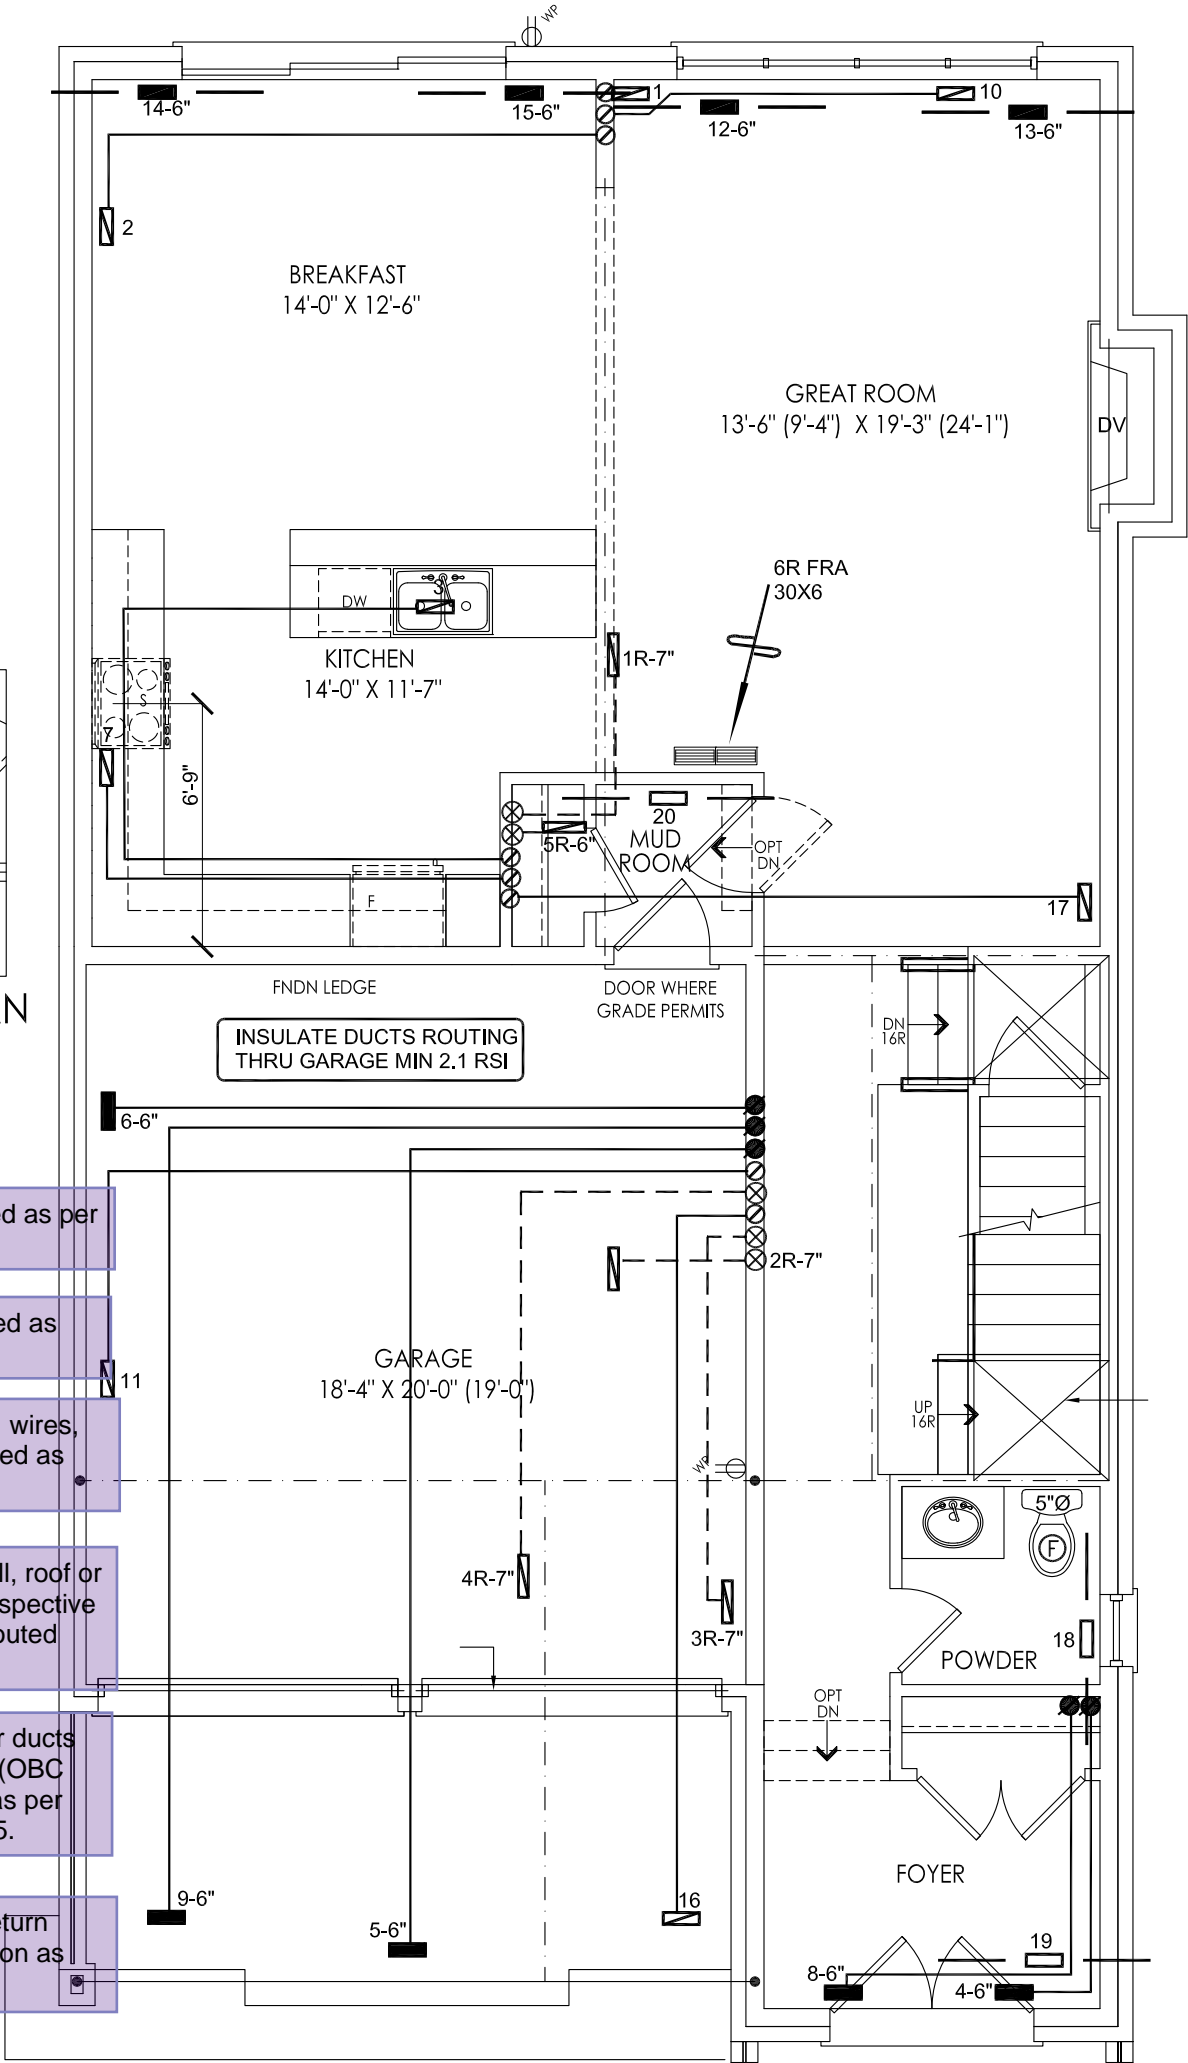 WP
14-6"
15-6"
1
10
12-6"
13-6"
2
BREAKFAST
14'-0" X 12'-6"
GREAT ROOM
13'-6" (9'-4") X 19'-3" (24'-1")
DV
6R FRA
30X6
DW
3
KITCHEN
14'-0" X 11'-7"
1R-7"
S
7
6'-9"
20
5R-6"
MUD
ROOM
OPT
DN
F
17
AN
FNDN LEDGE
DOOR WHERE
GRADE PERMITS
INSULATE DUCTS ROUTING
THRU GARAGE MIN 2.1 RSI
DN
16R
6-6"
ed as per
2R-7"
ed as
GARAGE
18'-4" X 20'-0" (19'-0")
11
wires,
ed as
UP
16R
WP
5"Ø
F
ll, roof or
spective
outed
4R-7"
3R-7"
18
POWDER
OPT
DN
r ducts
(OBC
as per
5.
FOYER
9-6"
5-6"
16
eturn
on as
19
8-6"
4-6"